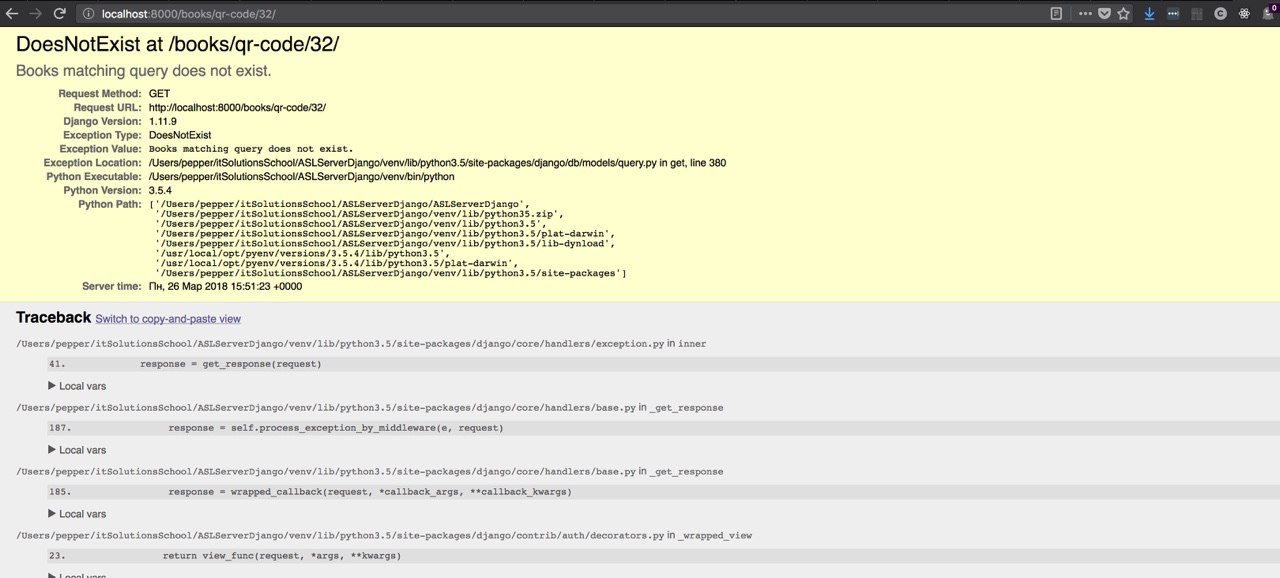 localhost:8000/books/qr-code/32/
0
DoesNotExist at /books/qr-code/32/
Books matching query does not exist.
Request Method: GET
Request URL: http://localhost:8000/books/qr-code/32/
Django Version: 1.11.9
Exception Type: DoesNotExist
Exception Value: Books matching query does not exist.
Exception Location: /Users/pepper/itSolutionsSchool/ASLServerDjango/venv/lib/python3.5/site-packages/django/db/models/query.py in get, line 380
Python Executable: /Users/pepper/itSolutionsSchool/ASLServerDjango/venv/bin/python
Python Version: 3.5.4
Python Path: ['/Users/pepper/itSolutionsSchool/ASLServerDjango/ASLServerDjango',
'/Users/pepper/itSolutionsSchool/ASLServerDjango/venv/lib/python35.zip',
'/Users/pepper/itSolutionsSchool/ASLServerDjango/venv/lib/python3.5',
'/Users/pepper/itSolutionsSchool/ASLServerDjango/venv/lib/python3.5/plat-darwin',
'/Users/pepper/itSolutionsSchool/ASLServerDjango/venv/lib/python3.5/lib-dynload',
'/usr/local/opt/pyenv/versions/3.5.4/lib/python3.5',
'/usr/local/opt/pyenv/versions/3.5.4/lib/python3.5/plat-darwin',
'/Users/pepper/itSolutionsSchool/ASLServerDjango/venv/lib/python3.5/site-packages']
Server time: Пн, 26 Мар 2018 15:51:23 +0000
Traceback Switch to copy-and-paste view
/Users/pepper/itSolutionsSchool/ASLServerDjango/venv/lib/python3.5/site-packages/django/core/handlers/exception.py in inner
41. response = get_response(request)
▶ Local vars
/Users/pepper/itSolutionsSchool/ASLServerDjango/venv/lib/python3.5/site-packages/django/core/handlers/base.py in _get_response
187. response = self.process_exception_by_middleware(e, request)
▶ Local vars
/Users/pepper/itSolutionsSchool/ASLServerDjango/venv/lib/python3.5/site-packages/django/core/handlers/base.py in _get_response
185. response = wrapped_callback(request, *callback_args, **callback_kwargs)
▶ Local vars
/Users/pepper/itSolutionsSchool/ASLServerDjango/venv/lib/python3.5/site-packages/django/contrib/auth/decorators.py in _wrapped_view
23. return view_func(request, *args, **kwargs)
▶ Local vars